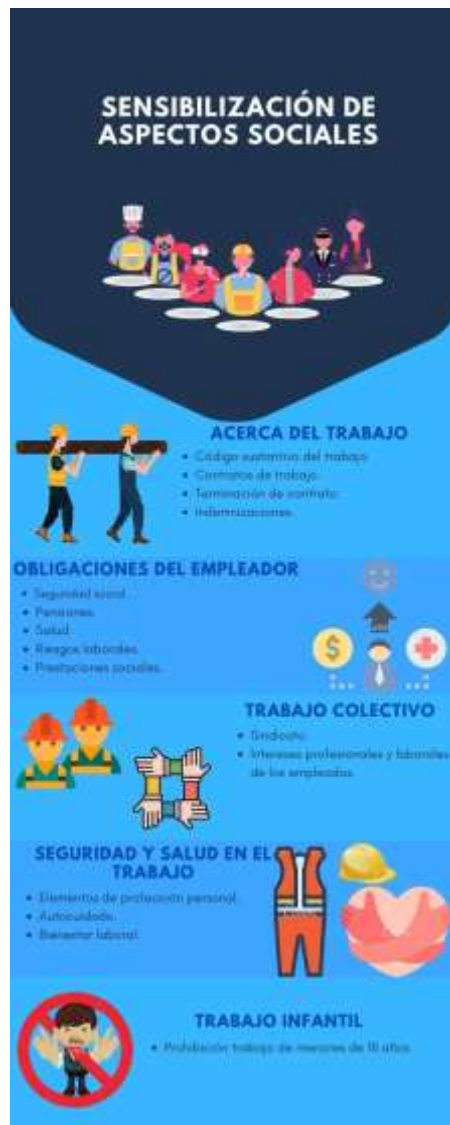 SENSIBILIZACIÓN DE
ASPECTOS SOCIALES
ACERCA DEL TRABAJO
• Código sustantivo del trabajo.
• Contratos de trabajo.
• Terminación de contrato.
• Indemnizaciones.
OBLIGACIONES DEL EMPLEADOR
• Seguridad social.
• Pensiones.
• Salud.
• Riesgos laborales.
• Prestaciones sociales.
TRABAJO COLECTIVO
• Sindicato.
• Intereses profesionales y laborales
de los empleados.
SEGURIDAD Y SALUD EN EL
TRABAJO
• Elementos de protección personal.
• Autocuidado.
• Bienestar laboral.
TRABAJO INFANTIL
• Prohibición trabajo de menores de años.